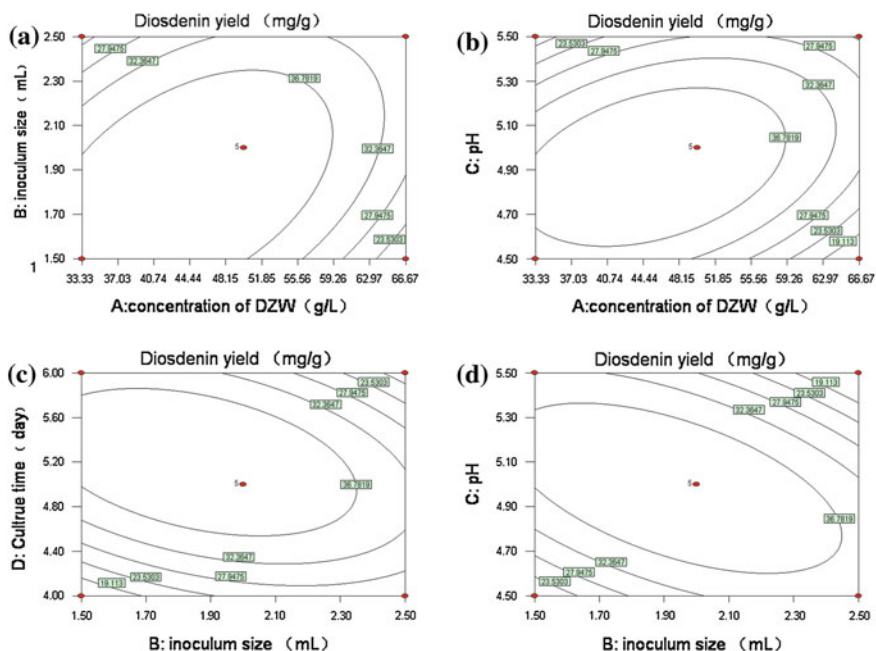 (a)
Diosdenin yield (mg/g)
B: inoculum size ( mL)
2.50
2.30
2.10
1.90
1.70
1.50
1
27.9475
32.3647
36.7819
32.3647
27.9475
23.5303
5
33.33 37.03 40.74 44.44 48.15 51.85 55.56 59.26 62.97 66.67
A:concentration of DZW (g/L)
(b)
Diosdenin yield (mg/g)
C: pH
5.50
5.30
5.10
4.90
4.70
4.50
23.5303
27.9475
27.9475
32.3647
36.7819
27.9475
23.5303
19.113
5
33.33 37.03 40.74 44.44 48.15 51.85 55.56 59.26 62.97 66.67
A:concentration of DZW (g/L)
(c)
Diosdenin yield (mg/g)
D: Cultrue time ( day)
6.00
5.60
5.20
4.80
4.40
4.00
23.5303
27.9475
32.3647
36.7819
32.3647
27.9475
23.5303
19.113
5
1.50 1.70 1.90 2.10 2.30 2.50
B: inoculum size (mL)
(d)
Diosdenin yield (mg/g)
C: pH
5.50
5.30
5.10
4.90
4.70
4.50
19.113
23.5303
27.9475
32.3647
36.7819
32.3647
27.9475
23.5303
5
1.50 1.70 1.90 2.10 2.30 2.50
B: inoculum size (mL)